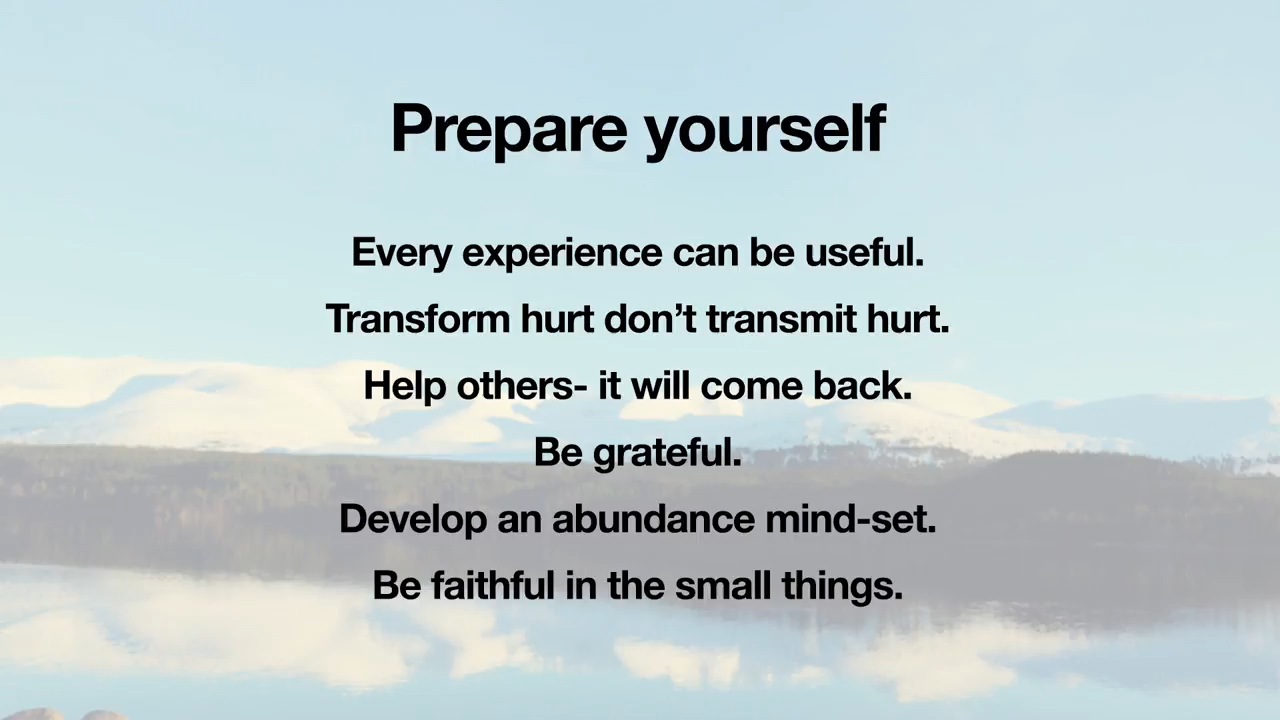 Prepare yourself
Every experience can be useful.
Transform hurt don’t transmit hurt.
Help others- it will come back.
Be grateful.
Develop an abundance mind-set.
Be faithful in the small things.